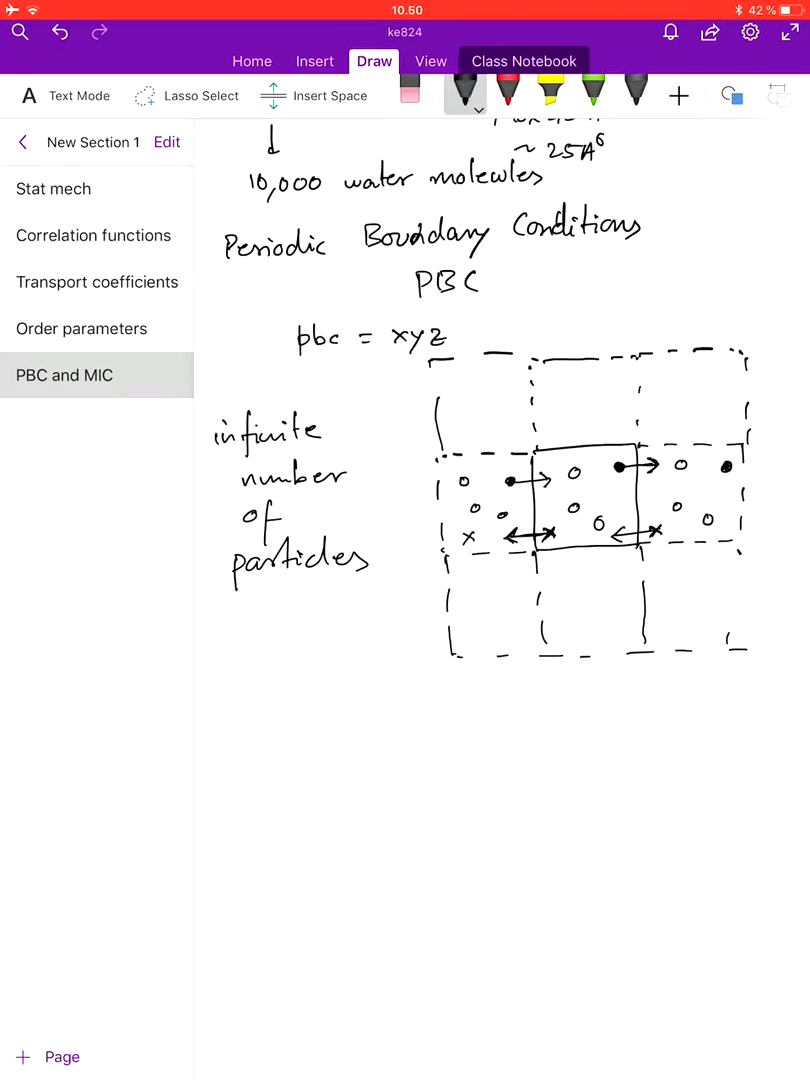 10.50
42 %
ke824
Home Insert Draw View Class Notebook
A Text Mode Lasso Select Insert Space
New Section 1 Edit
Stat mech
Correlation functions
Transport coefficients
Order parameters
PBC and MIC
~ 25A°
10,000 water molecules
Periodic Boundary Conditions
PBC
pbc = xyz
infinite
number
of
particles
+ Page